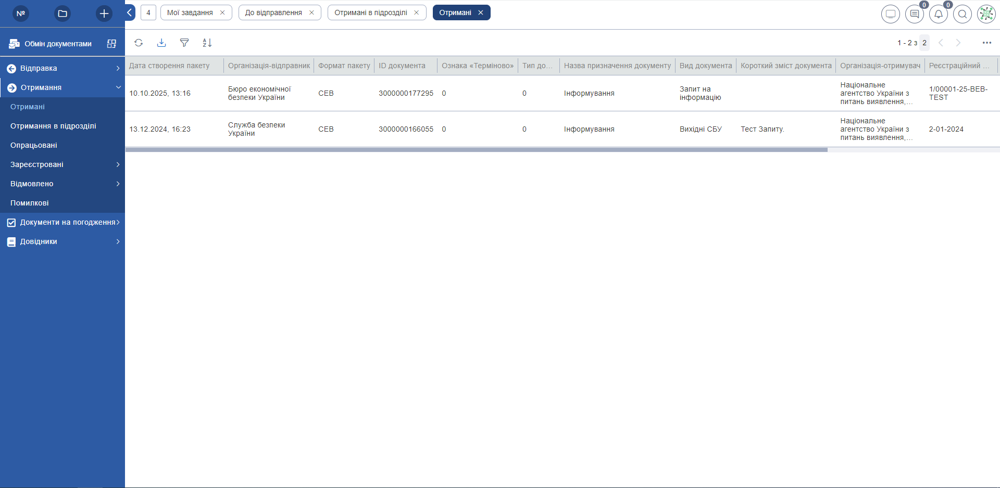 №
4
Мої завдання
До відправлення
Отримані в підрозділі
Отримані
0
0
Обмін документами
1 - 2 з 2
Відправка
Отримання
Отримані
Отримання в підрозділі
Опрацьовані
Зареєстровані
Відмовлено
Помилкові
Документи на погодження
Довідники
Дата створення пакету
Організація-відправник
Формат пакету
ID документа
Ознака «Терміново»
Тип до...
Назва призначення документу
Вид документа
Короткий зміст документа
Організація-отримувач
Реєстраційний ...
10.10.2025, 13:16
Бюро економічної
безпеки України
СЕВ
3000000177295
0
0
Інформування
Запит на
інформацію
Національне
агентство України з
питань виявлення,...
1/00001-25-BEB-
TEST
13.12.2024, 16:23
Служба безпеки
України
СЕВ
3000000166055
0
0
Інформування
Вихідні СБУ
Тест Запиту.
Національне
агентство України з
питань виявлення,...
2-01-2024